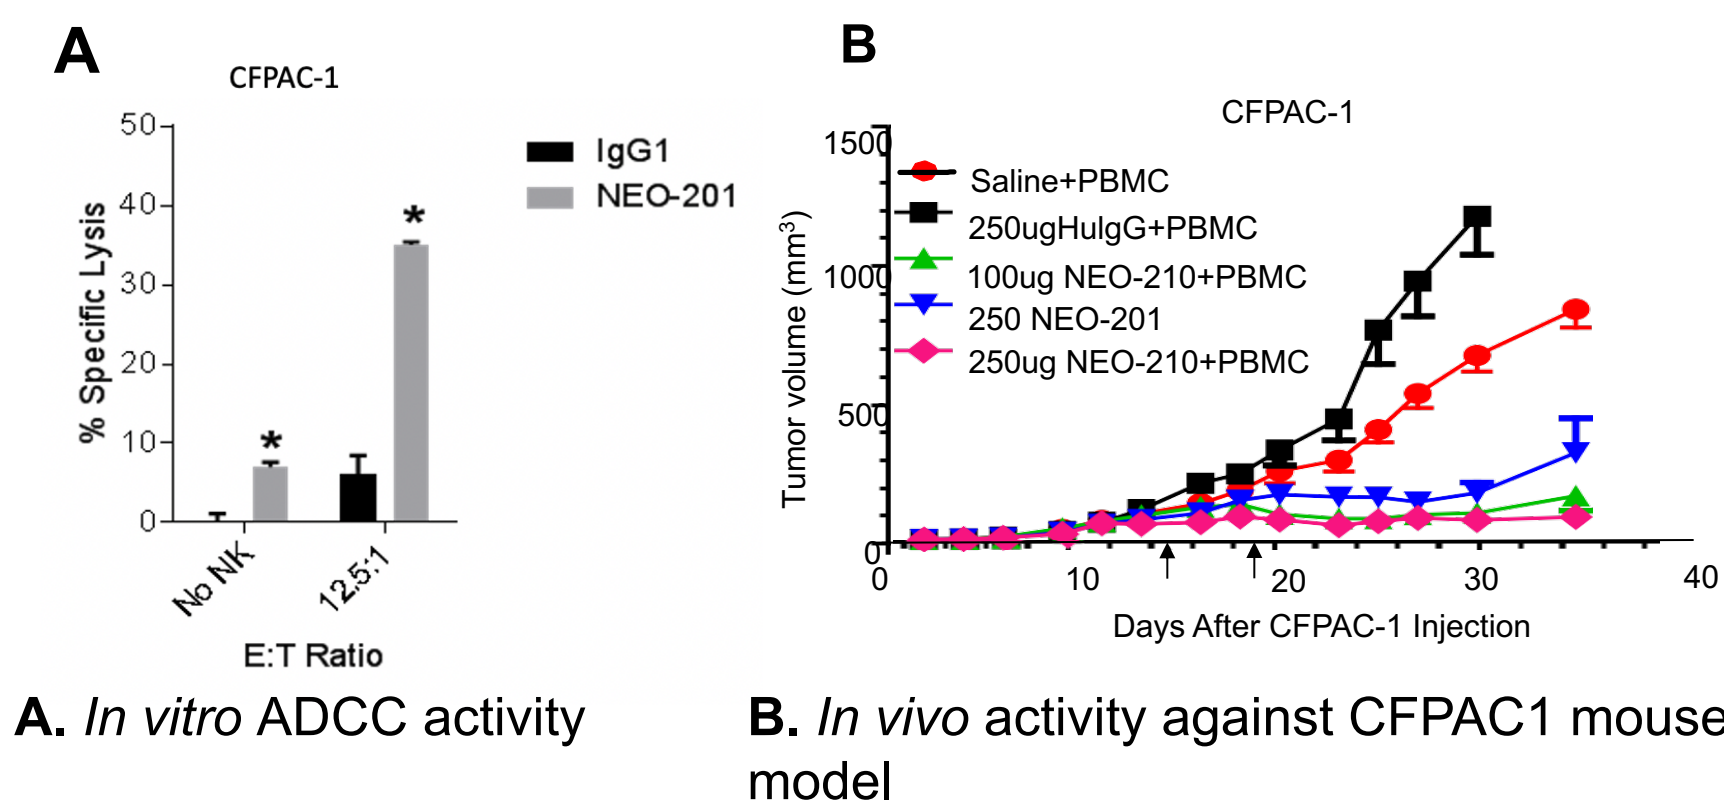 A
CFPAC-1
50
40
30
20
10
0
% Specific Lysis
*
*
IgG1
NEO-201
No NK
12.5:1
E:T Ratio
B
CFPAC-1
1500
1000
500
0
Tumor volume (mm³)
Saline+PBMC
250ugHuIgG+PBMC
100ug NEO-210+PBMC
250 NEO-201
250ug NEO-210+PBMC
0 10 20 30 40
Days After CFPAC-1 Injection
A. In vitro ADCC activity
B. In vivo activity against CFPAC1 mouse
model